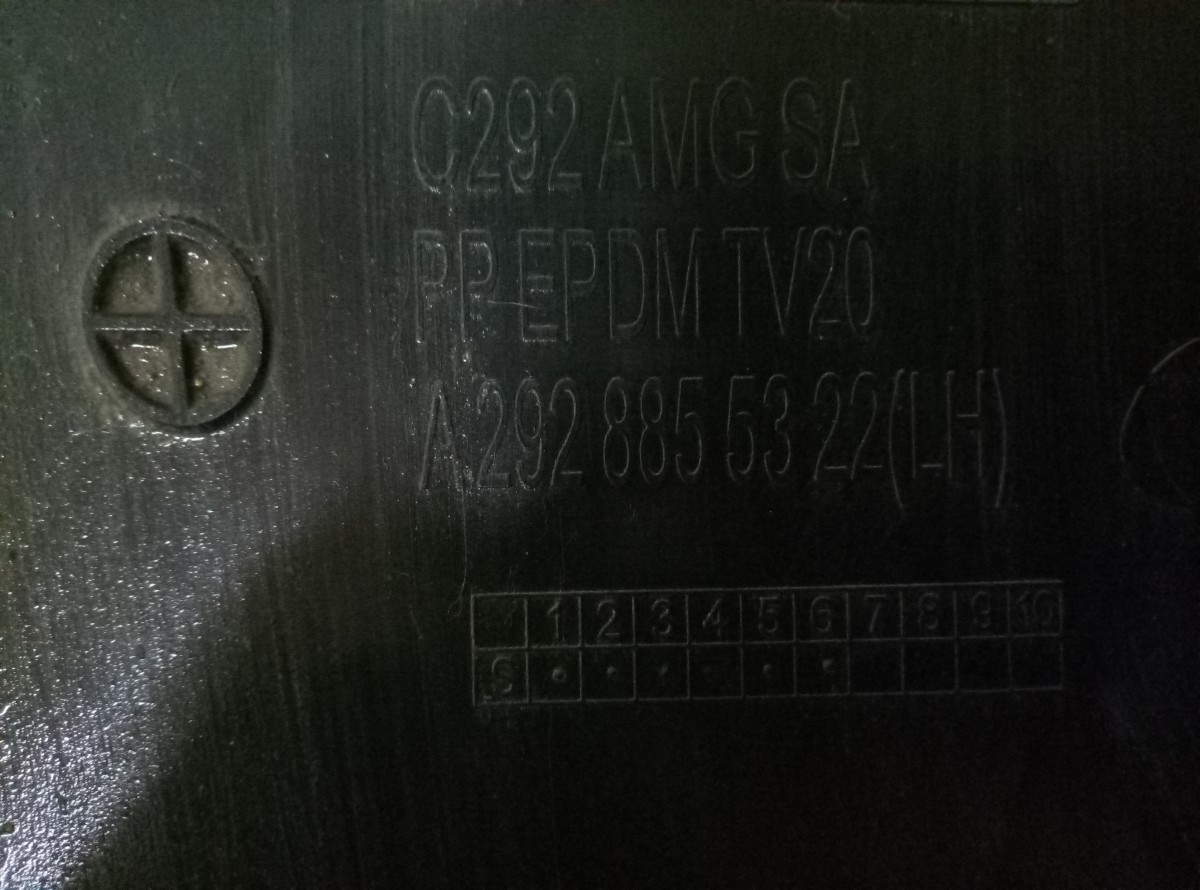 C292 AMG SA
PP-EPDM TV20
A 292 885 53 22(LH)
1 2 3 4 5 6 7 8 9 10
S